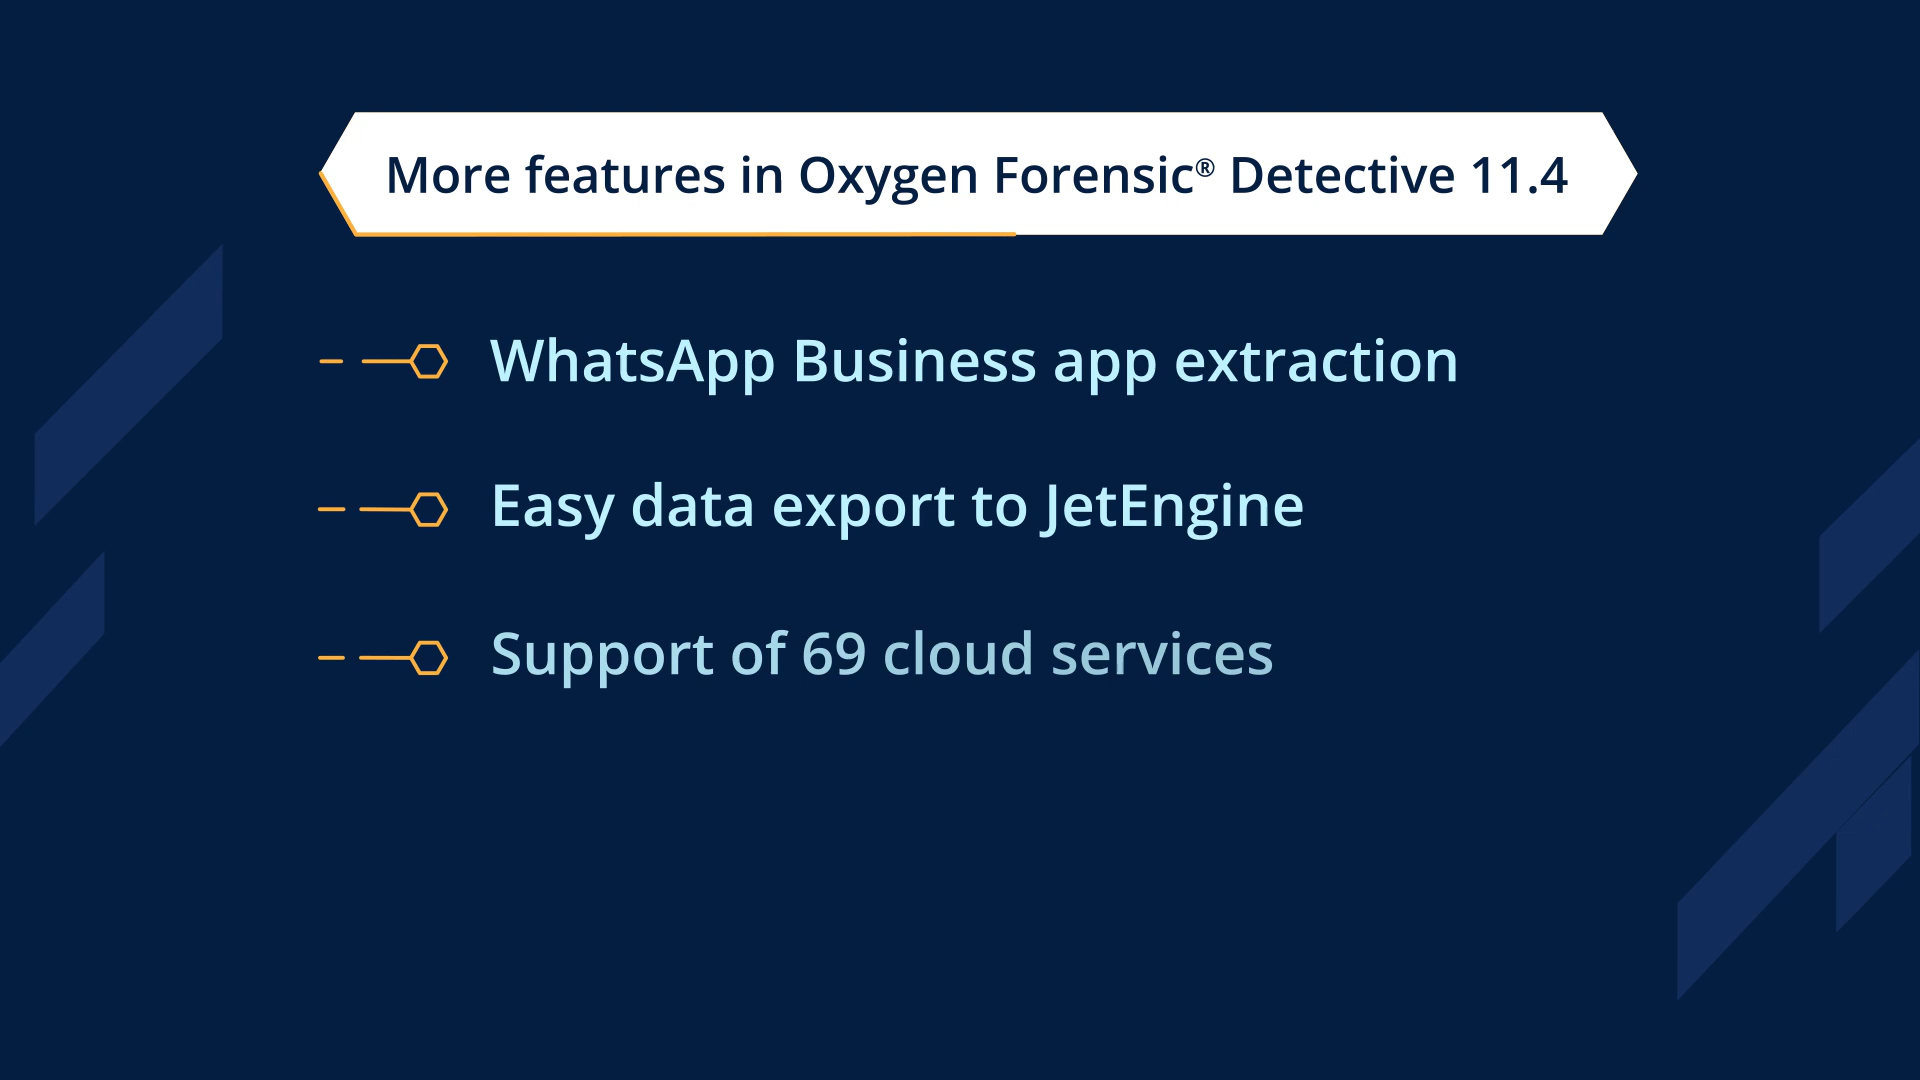 More features in Oxygen Forensic® Detective 11.4
WhatsApp Business app extraction
Easy data export to JetEngine
Support of 69 cloud services